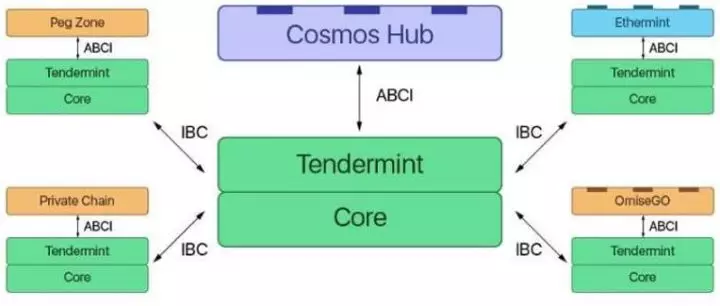 Peg Zone
ABCI
Tendermint
Core
Cosmos Hub
ABCI
Tendermint
Core
Ethermint
ABCI
Tendermint
Core
IBC
IBC
Private Chain
ABCI
Tendermint
Core
IBC
IBC
OmiseGO
ABCI
Tendermint
Core